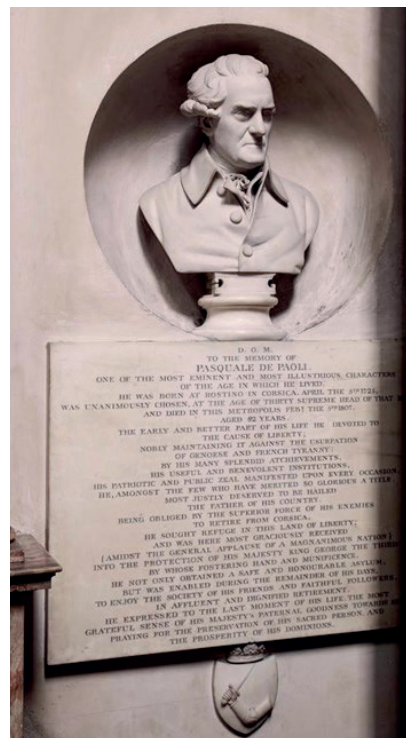 D. O. M.
TO THE MEMORY OF
PASQUALE DE PAOLI,
ONE OF THE MOST EMINENT AND MOST ILLUSTRIOUS CHARACTERS
OF THE AGE IN WHICH HE LIVED.
HE WAS BORN AT ROSTINO IN CORSICA, APRIL THE 5TH 1725,
WAS UNANIMOUSLY CHOSEN, AT THE AGE OF THIRTY SUPREME HEAD OF THAT
AND DIED IN THIS METROPOLIS FEBY THE 5TH 1807.
AGED 82 YEARS.
THE EARLY AND BETTER PART OF HIS LIFE HE DEVOTED TO
THE CAUSE OF LIBERTY;
NOBLY MAINTAINING IT AGAINST THE USURPATION
OF GENOESE AND FRENCH TYRANNY;
BY HIS MANY SPLENDID ATCHIEVEMENTS,
HIS USEFUL AND BENEVOLENT INSTITUTIONS,
HIS PATRIOTIC AND PUBLIC ZEAL MANIFESTED UPON EVERY OCCASION,
HE, AMONGST THE FEW WHO HAVE MERITED SO GLORIOUS A TITLE,
MOST JUSTLY DESERVED TO BE HAILED
THE FATHER OF HIS COUNTRY.
BEING OBLIGED BY THE SUPERIOR FORCE OF HIS ENEMIES
TO RETIRE FROM CORSICA,
HE SOUGHT REFUGE IN THIS LAND OF LIBERTY;
AND WAS HERE MOST GRACIOUSLY RECEIVED
(AMIDST THE GENERAL APPLAUSE OF A MAGNANIMOUS NATION)
INTO THE PROTECTION OF HIS MAJESTY KING GEORGE THE THIRD
BY WHOSE FOSTERING HAND AND MUNIFICENCE,
HE NOT ONLY OBTAINED A SAFE AND HONOURABLE ASYLUM,
BUT WAS ENABLED DURING THE REMAINDER OF HIS DAYS,
TO ENJOY THE SOCIETY OF HIS FRIENDS AND FAITHFUL FOLLOWERS,
IN AFFLUENT AND DIGNIFIED RETIREMENT.
HE EXPRESSED TO THE LAST MOMENT OF HIS LIFE THE MOST
GRATEFUL SENSE OF HIS MAJESTY'S PATERNAL GOODNESS TOWARDS
PRAYING FOR THE PRESERVATION OF HIS SACRED PERSON, AND
THE PROSPERITY OF HIS DOMINIONS.